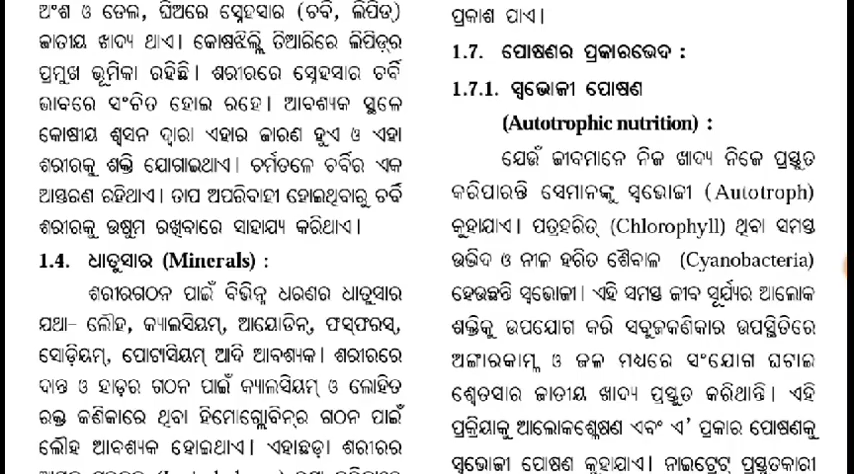 ଅଂଶ ଓ ତେଲ, ଘିଅରେ ସ୍ନେହସାର (ଚର୍ବି, ଲିପିଡ୍)
ଜାତୀୟ ଖାଦ୍ୟ ଥାଏ। କୋଷଝିଲ୍ଲି ତିଆରିରେ ଲିପିଡ୍‌ର
ପ୍ରମୁଖ ଭୂମିକା ରହିଛି। ଶରୀରରେ ସ୍ନେହସାର ଚର୍ବି
ଭାବରେ ସଂଚିତ ହୋଇ ରହେ। ଆବଶ୍ୟକ ସ୍ଥଳେ
କୋଷୀୟ ଶ୍ୱସନ ଦ୍ୱାରା ଏହାର ଜାରଣ ହୁଏ ଓ ଏହା
ଶରୀରକୁ ଶକ୍ତି ଯୋଗାଇଥାଏ। ଚର୍ମତଳେ ଚର୍ବିର ଏକ
ଆସ୍ତରଣ ରହିଥାଏ। ତାପ ଅପରିବାହୀ ହୋଇଥିବାରୁ ଚର୍ବି
ଶରୀରକୁ ଉଷୁମ ରଖିବାରେ ସାହାଯ୍ୟ କରିଥାଏ।
1.4. ଧାତୁସାର (Minerals) :
ଶରୀରଗଠନ ପାଇଁ ବିଭିନ୍ନ ଧରଣର ଧାତୁସାର
ଯଥା- ଲୌହ, କ୍ୟାଲସିୟମ୍, ଆୟୋଡିନ୍, ଫସ୍‌ଫରସ୍,
ସୋଡ଼ିୟମ୍, ପୋଟାସିୟମ୍ ଆଦି ଆବଶ୍ୟକ। ଶରୀରରେ
ଦାନ୍ତ ଓ ହାଡ଼ର ଗଠନ ପାଇଁ କ୍ୟାଲସିୟମ୍ ଓ ଲୋହିତ
ରକ୍ତ କଣିକାରେ ଥିବା ହିମୋଗ୍ଲୋବିନ୍‌ର ଗଠନ ପାଇଁ
ଲୌହ ଆବଶ୍ୟକ ହୋଇଥାଏ। ଏହାଛଡ଼ା ଶରୀରର
ପ୍ରକାଶ ପାଏ।
1.7. ପୋଷଣର ପ୍ରକାରଭେଦ :
1.7.1. ସ୍ୱଭୋଜୀ ପୋଷଣ
(Autotrophic nutrition) :
ଯେଉଁ ଜୀବମାନେ ନିଜ ଖାଦ୍ୟ ନିଜେ ପ୍ରସ୍ତୁତ
କରିପାରନ୍ତି ସେମାନଙ୍କୁ ସ୍ୱଭୋଜୀ (Autotroph)
କୁହାଯାଏ। ପତ୍ରହରିତ୍ (Chlorophyll) ଥିବା ସମସ୍ତ
ଉଦ୍ଭିଦ ଓ ନୀଳ ହରିତ ଶୈବାଳ (Cyanobacteria)
ହେଉଛନ୍ତି ସ୍ୱଭୋଜୀ। ଏହି ସମସ୍ତ ଜୀବ ସୂର୍ଯ୍ୟର ଆଲୋକ
ଶକ୍ତିକୁ ଉପଯୋଗ କରି ସବୁଜକଣିକାର ଉପସ୍ଥିତିରେ
ଅଙ୍ଗାରକାମ୍ଳ ଓ ଜଳ ମଧ୍ୟରେ ସଂଯୋଗ ଘଟାଇ
ଶ୍ୱେତସାର ଜାତୀୟ ଖାଦ୍ୟ ପ୍ରସ୍ତୁତ କରିଥାନ୍ତି। ଏହି
ପ୍ରକ୍ରିୟାକୁ ଆଲୋକଶ୍ଳେଷଣ ଏବଂ ଏ' ପ୍ରକାର ପୋଷଣକୁ
ସ୍ୱଭୋଜୀ ପୋଷଣ କୁହାଯାଏ। ନାଇଟ୍ରେଟ୍ ପ୍ରସ୍ତୁତକାରୀ